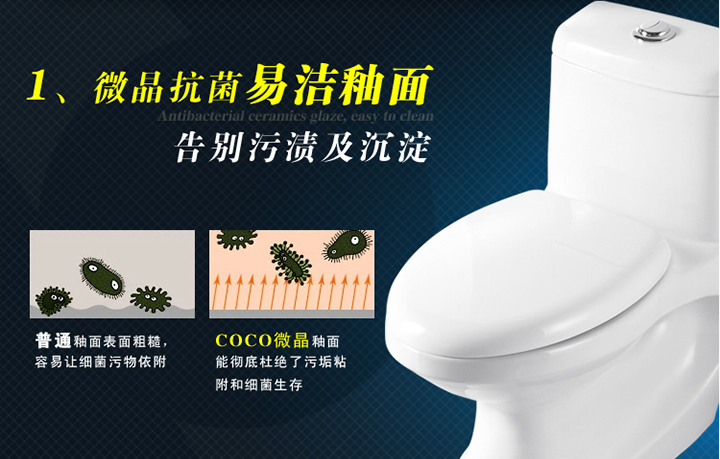 1、微晶抗菌易洁釉面
Antibacterial ceramics glaze, easy to clean
告别污渍及沉淀
普通釉面表面粗糙,
容易让细菌污物依附
COCO微晶釉面
能彻底杜绝了污垢粘
附和细菌生存